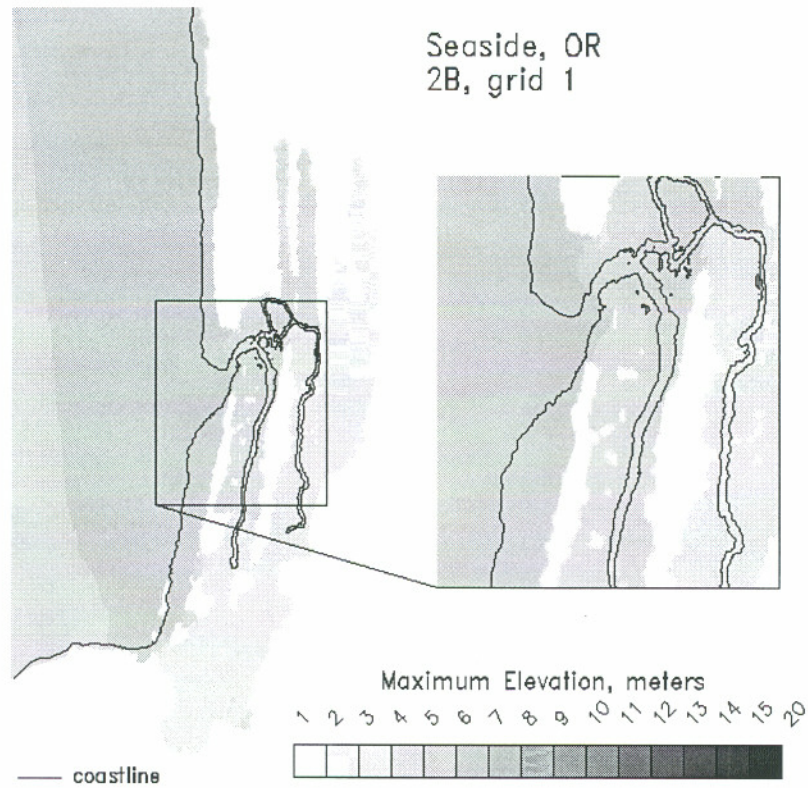 Seaside, OR
2B, grid 1
Maximum Elevation, meters
1 2 3 4 5 6 7 8 9 10 11 12 13 14 15 20
coastline